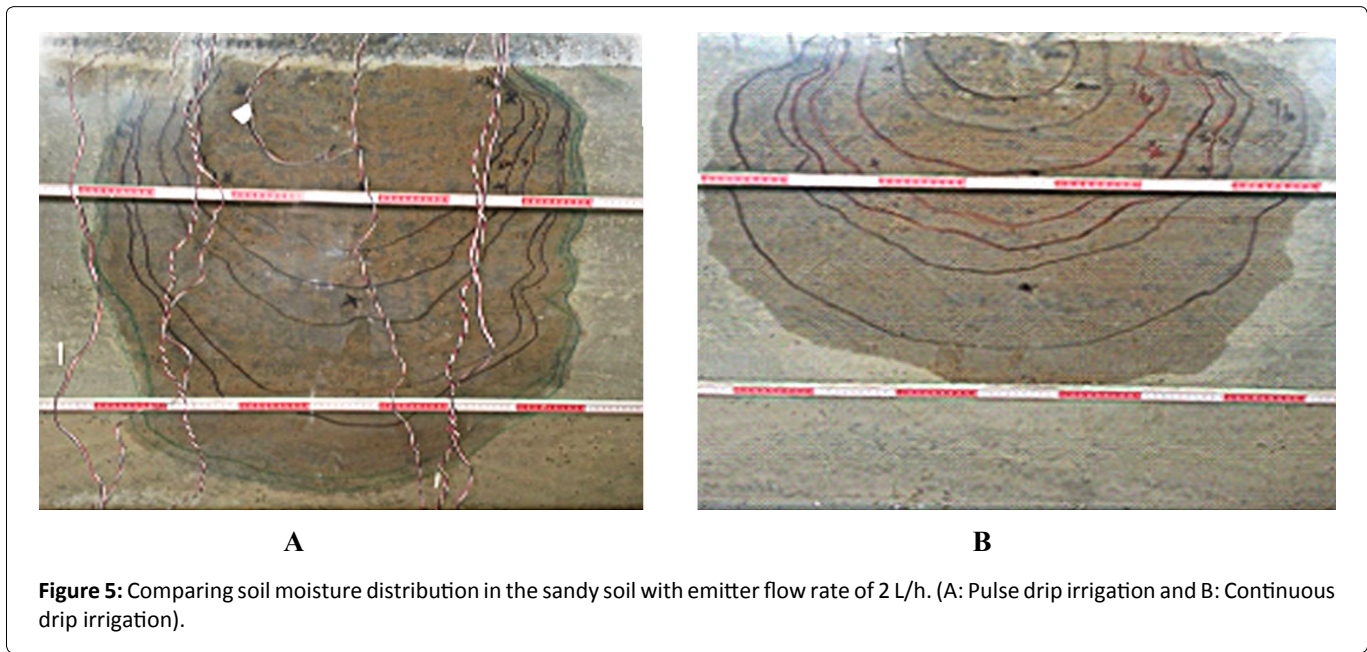 A
B
Figure 5: Comparing soil moisture distribution in the sandy soil with emitter flow rate of 2 L/h. (A: Pulse drip irrigation and B: Continuous
drip irrigation).